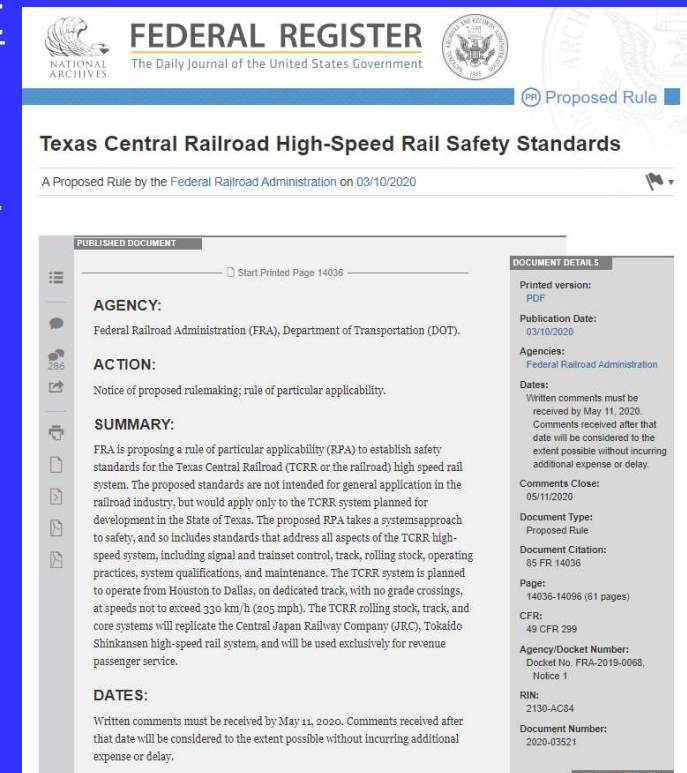 NATIONAL
ARCHIVES
FEDERAL REGISTER
The Daily Journal of the United States Government
PR Proposed Rule
Texas Central Railroad High-Speed Rail Safety Standards
A Proposed Rule by the Federal Railroad Administration on 03/10/2020
PUBLISHED DOCUMENT
Start Printed Page 14036
286
AGENCY:
Federal Railroad Administration (FRA), Department of Transportation (DOT).
ACTION:
Notice of proposed rulemaking; rule of particular applicability.
SUMMARY:
FRA is proposing a rule of particular applicability (RPA) to establish safety
standards for the Texas Central Railroad (TCRR or the railroad) high speed rail
system. The proposed standards are not intended for general application in the
railroad industry, but would apply only to the TCRR system planned for
development in the State of Texas. The proposed RPA takes a systemsapproach
to safety, and so includes standards that address all aspects of the TCRR high-
speed system, including signal and trainset control, track, rolling stock, operating
practices, system qualifications, and maintenance. The TCRR system is planned
to operate from Houston to Dallas, on dedicated track, with no grade crossings,
at speeds not to exceed 330 km/h (205 mph). The TCRR rolling stock, track, and
core systems will replicate the Central Japan Railway Company (JRC), Tokaido
Shinkansen high-speed rail system, and will be used exclusively for revenue
passenger service.
DATES:
Written comments must be received by May 11, 2020. Comments received after
that date will be considered to the extent possible without incurring additional
expense or delay.
DOCUMENT DETAILS
Printed version:
PDF
Publication Date:
03/10/2020
Agencies:
Federal Railroad Administration
Dates:
Written comments must be
received by May 11, 2020.
Comments received after that
date will be considered to the
extent possible without incurring
additional expense or delay.
Comments Close:
05/11/2020
Document Type:
Proposed Rule
Document Citation:
85 FR 14036
Page:
14036-14096 (61 pages)
CFR:
49 CFR 299
Agency/Docket Number:
Docket No. FRA-2019-0068,
Notice 1
RIN:
2130-AC84
Document Number:
2020-03521